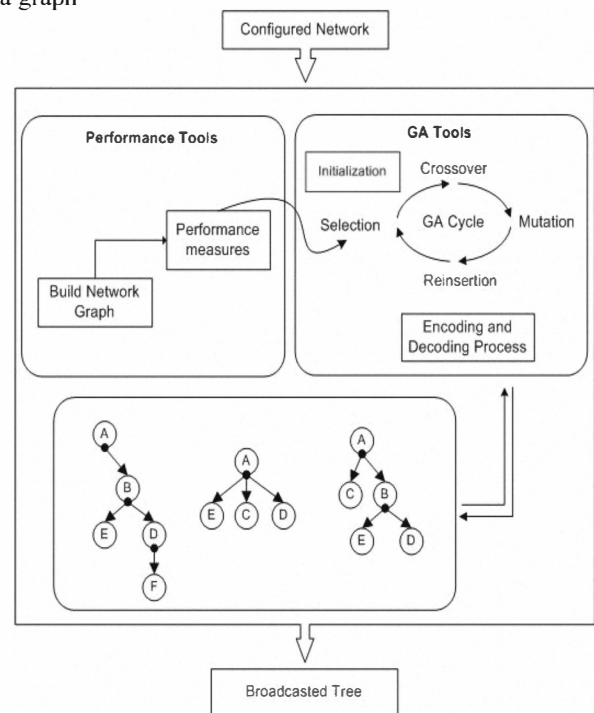 a graph
Configured Network
Performance Tools
Performance
measures
Build Network
Graph
GA Tools
Initialization
Crossover
Selection
GA Cycle
Mutation
Reinsertion
Encoding and
Decoding Process
A
B
E
D
F
A
E
C
D
A
C
B
E
D
Broadcasted Tree